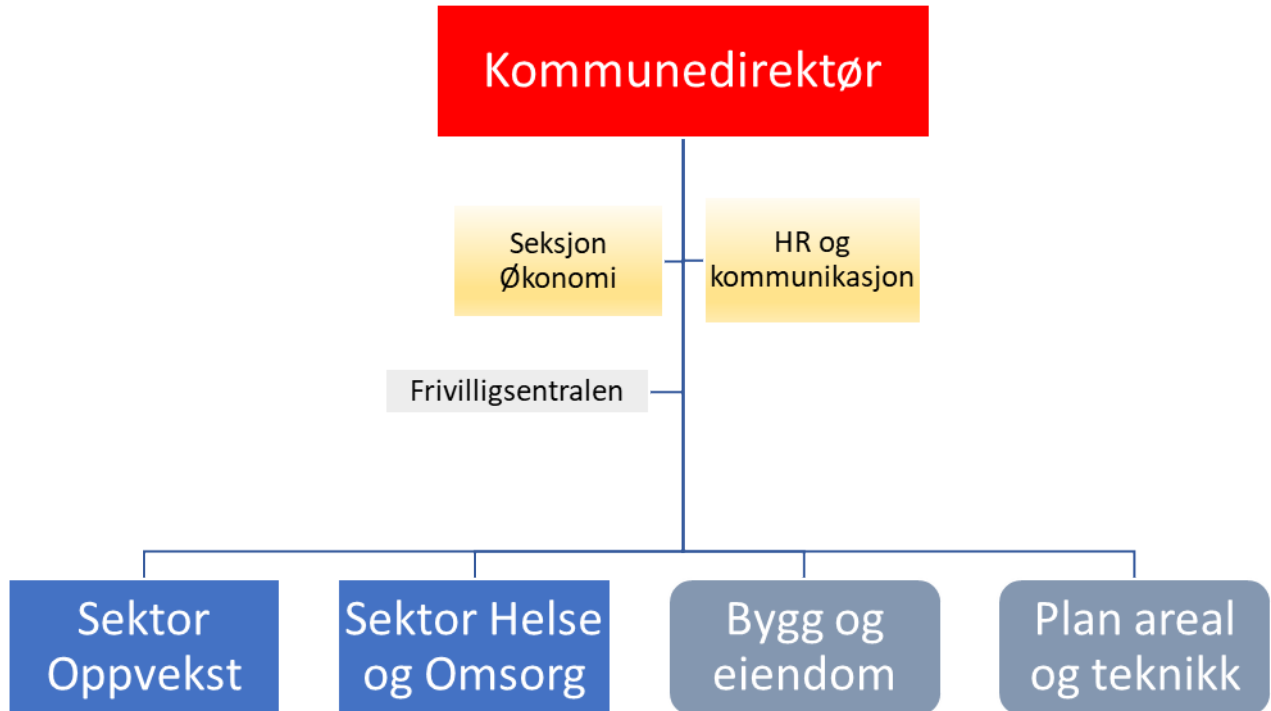 Kommunedirektør
Seksjon
Økonomi
HR og
kommunikasjon
Frivilligsentralen
Sektor
Oppvekst
Sektor Helse
og Omsorg
Bygg og
eiendom
Plan areal
og teknikk